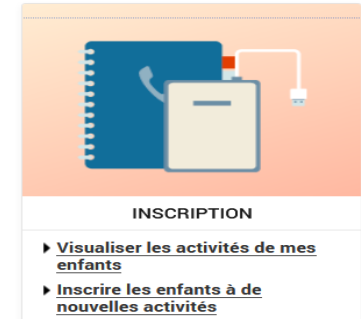 INSCRIPTION
Visualiser les activités de mes
enfants
Inscrire les enfants à de
nouvelles activités